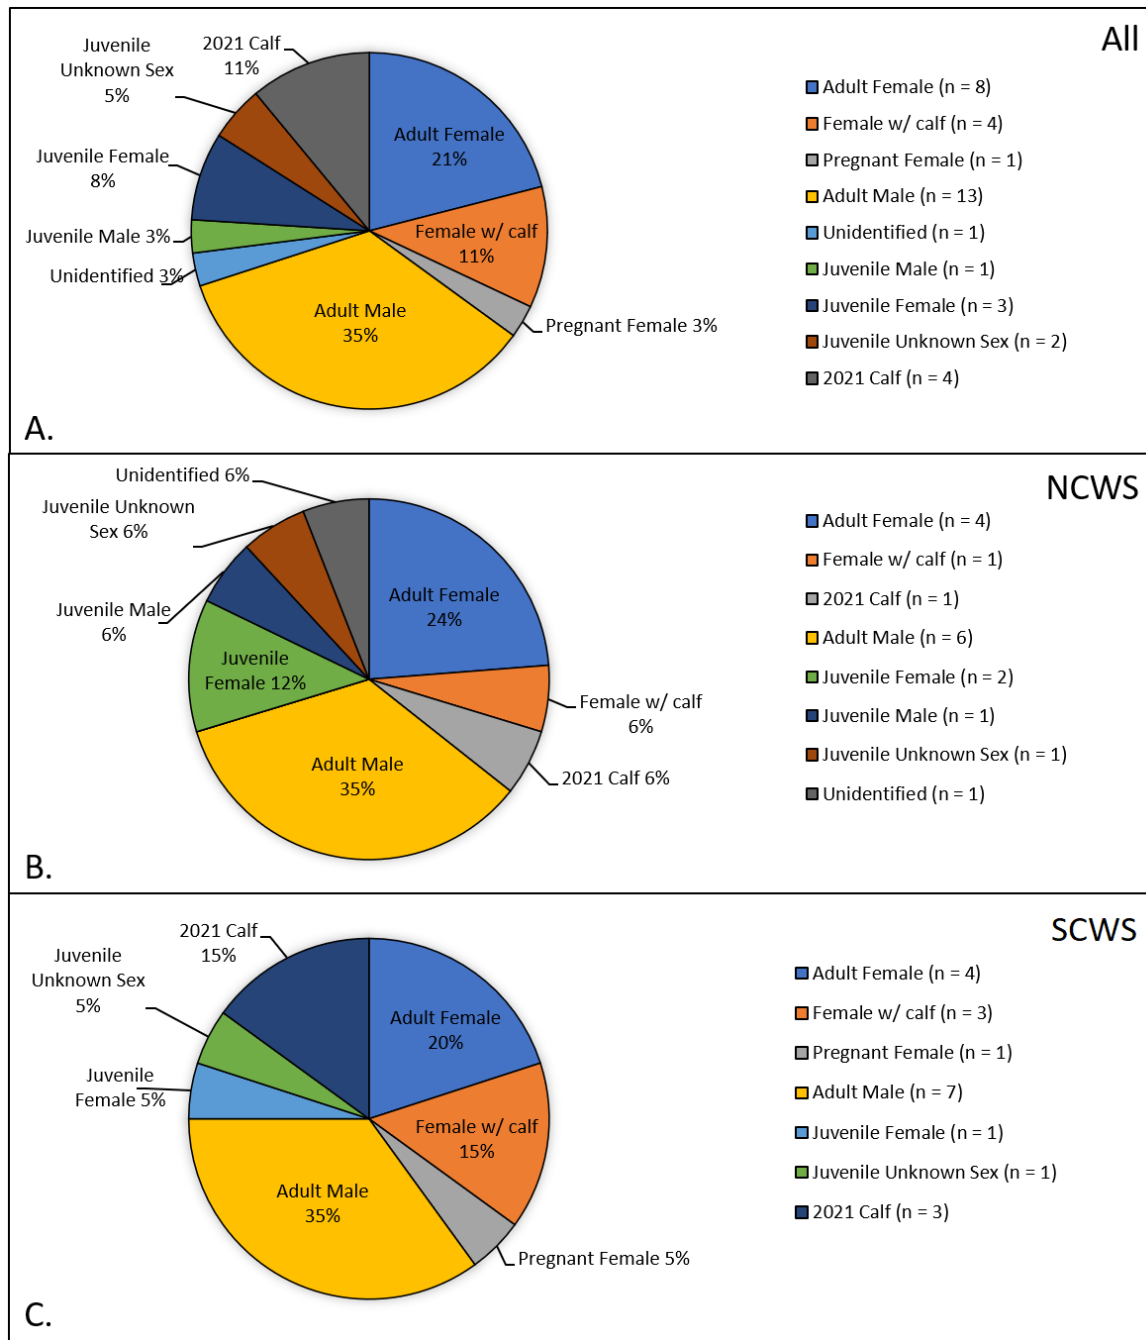 All
Juvenile
Unknown Sex
5%
2021 Calf
11%
Adult Female
21%
Juvenile Female
8%
Female w/ calf
11%
Juvenile Male 3%
Unidentified 3%
Adult Male
35%
Pregnant Female 3%
Adult Female (n = 8)
Female w/ calf (n = 4)
Pregnant Female (n = 1)
Adult Male (n = 13)
Unidentified (n = 1)
Juvenile Male (n = 1)
Juvenile Female (n = 3)
Juvenile Unknown Sex (n = 2)
2021 Calf (n = 4)
A.
NCWS
Unidentified 6%
Juvenile Unknown
Sex 6%
Adult Female
24%
Juvenile Male
6%
Juvenile
Female 12%
Female w/ calf
6%
Adult Male
35%
2021 Calf 6%
Adult Female (n = 4)
Female w/ calf (n = 1)
2021 Calf (n = 1)
Adult Male (n = 6)
Juvenile Female (n = 2)
Juvenile Male (n = 1)
Juvenile Unknown Sex (n = 1)
Unidentified (n = 1)
B.
SCWS
2021 Calf
15%
Juvenile
Unknown Sex
5%
Adult Female
20%
Juvenile
Female 5%
Female w/ calf
15%
Adult Male
35%
Pregnant Female 5%
Adult Female (n = 4)
Female w/ calf (n = 3)
Pregnant Female (n = 1)
Adult Male (n = 7)
Juvenile Female (n = 1)
Juvenile Unknown Sex (n = 1)
2021 Calf (n = 3)
C.